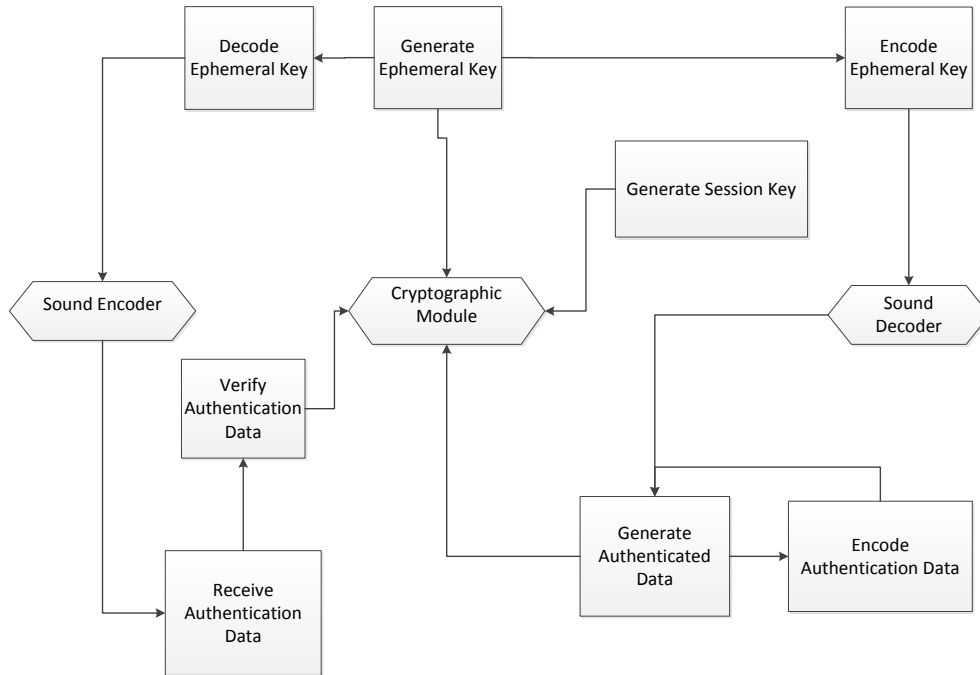 Decode
Ephemeral Key
Generate
Ephemeral Key
Encode
Ephemeral Key
Generate Session Key
Sound Encoder
Cryptographic
Module
Sound
Decoder
Verify
Authentication
Data
Generate
Authenticated
Data
Encode
Authentication Data
Receive
Authentication
Data